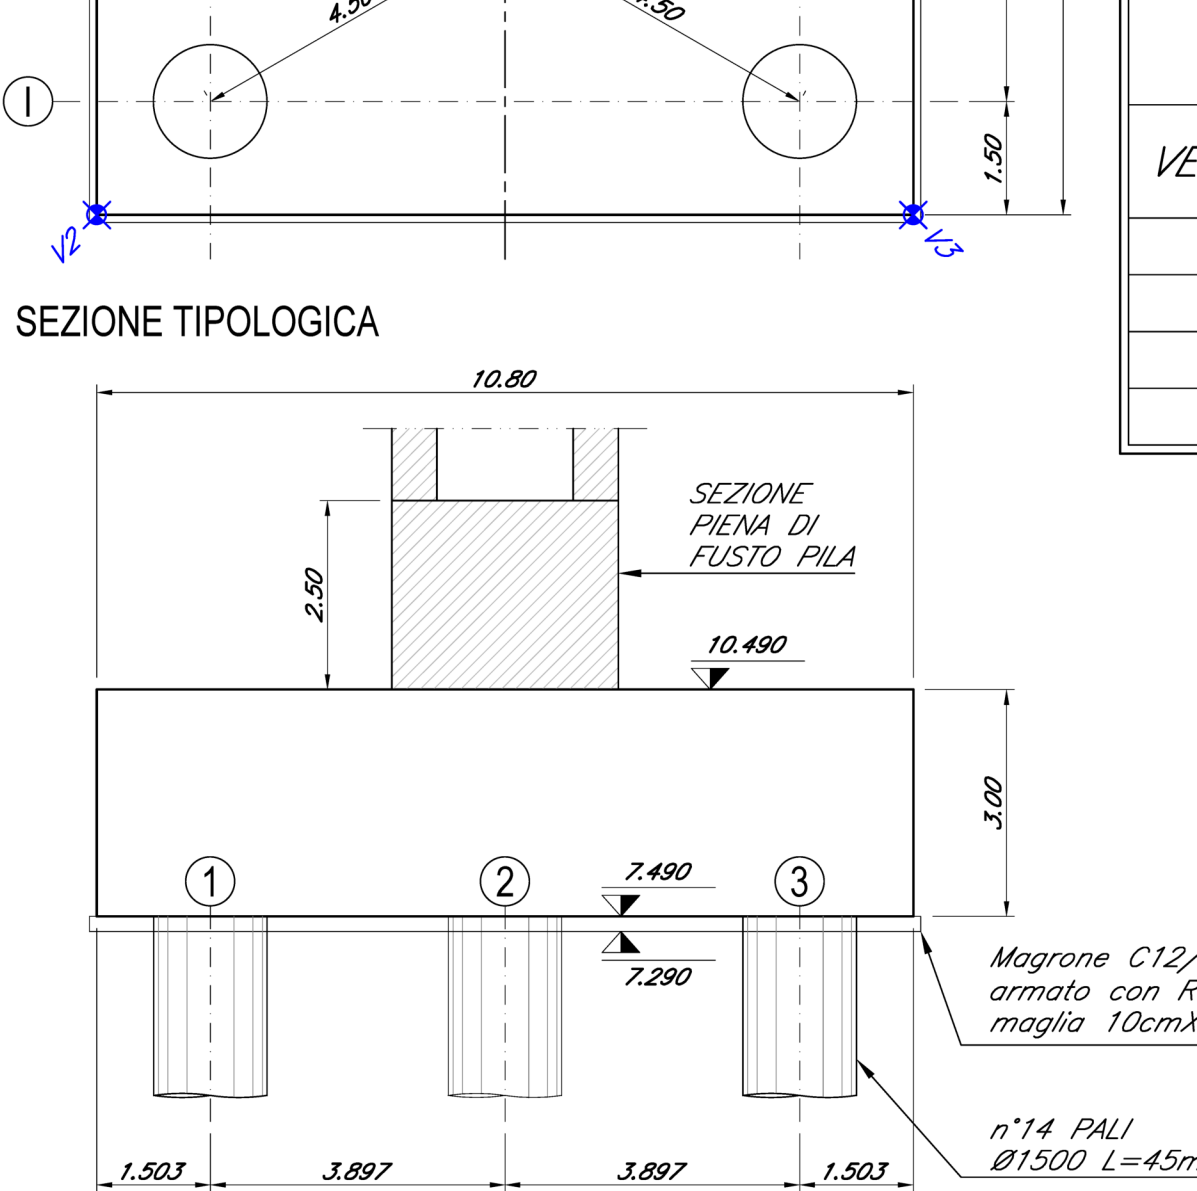 4.50
4.50
I
1.50
VE
V2
V3
SEZIONE TIPOLOGICA
10.80
SEZIONE
PIENA DI
FUSTO PILA
2.50
10.490
3.00
1
2
3
7.490
7.290
Magrone C12/
armato con R
maglia 10cmX
n°14 PALI
Ø1500 L=45m
1.503
3.897
3.897
1.503